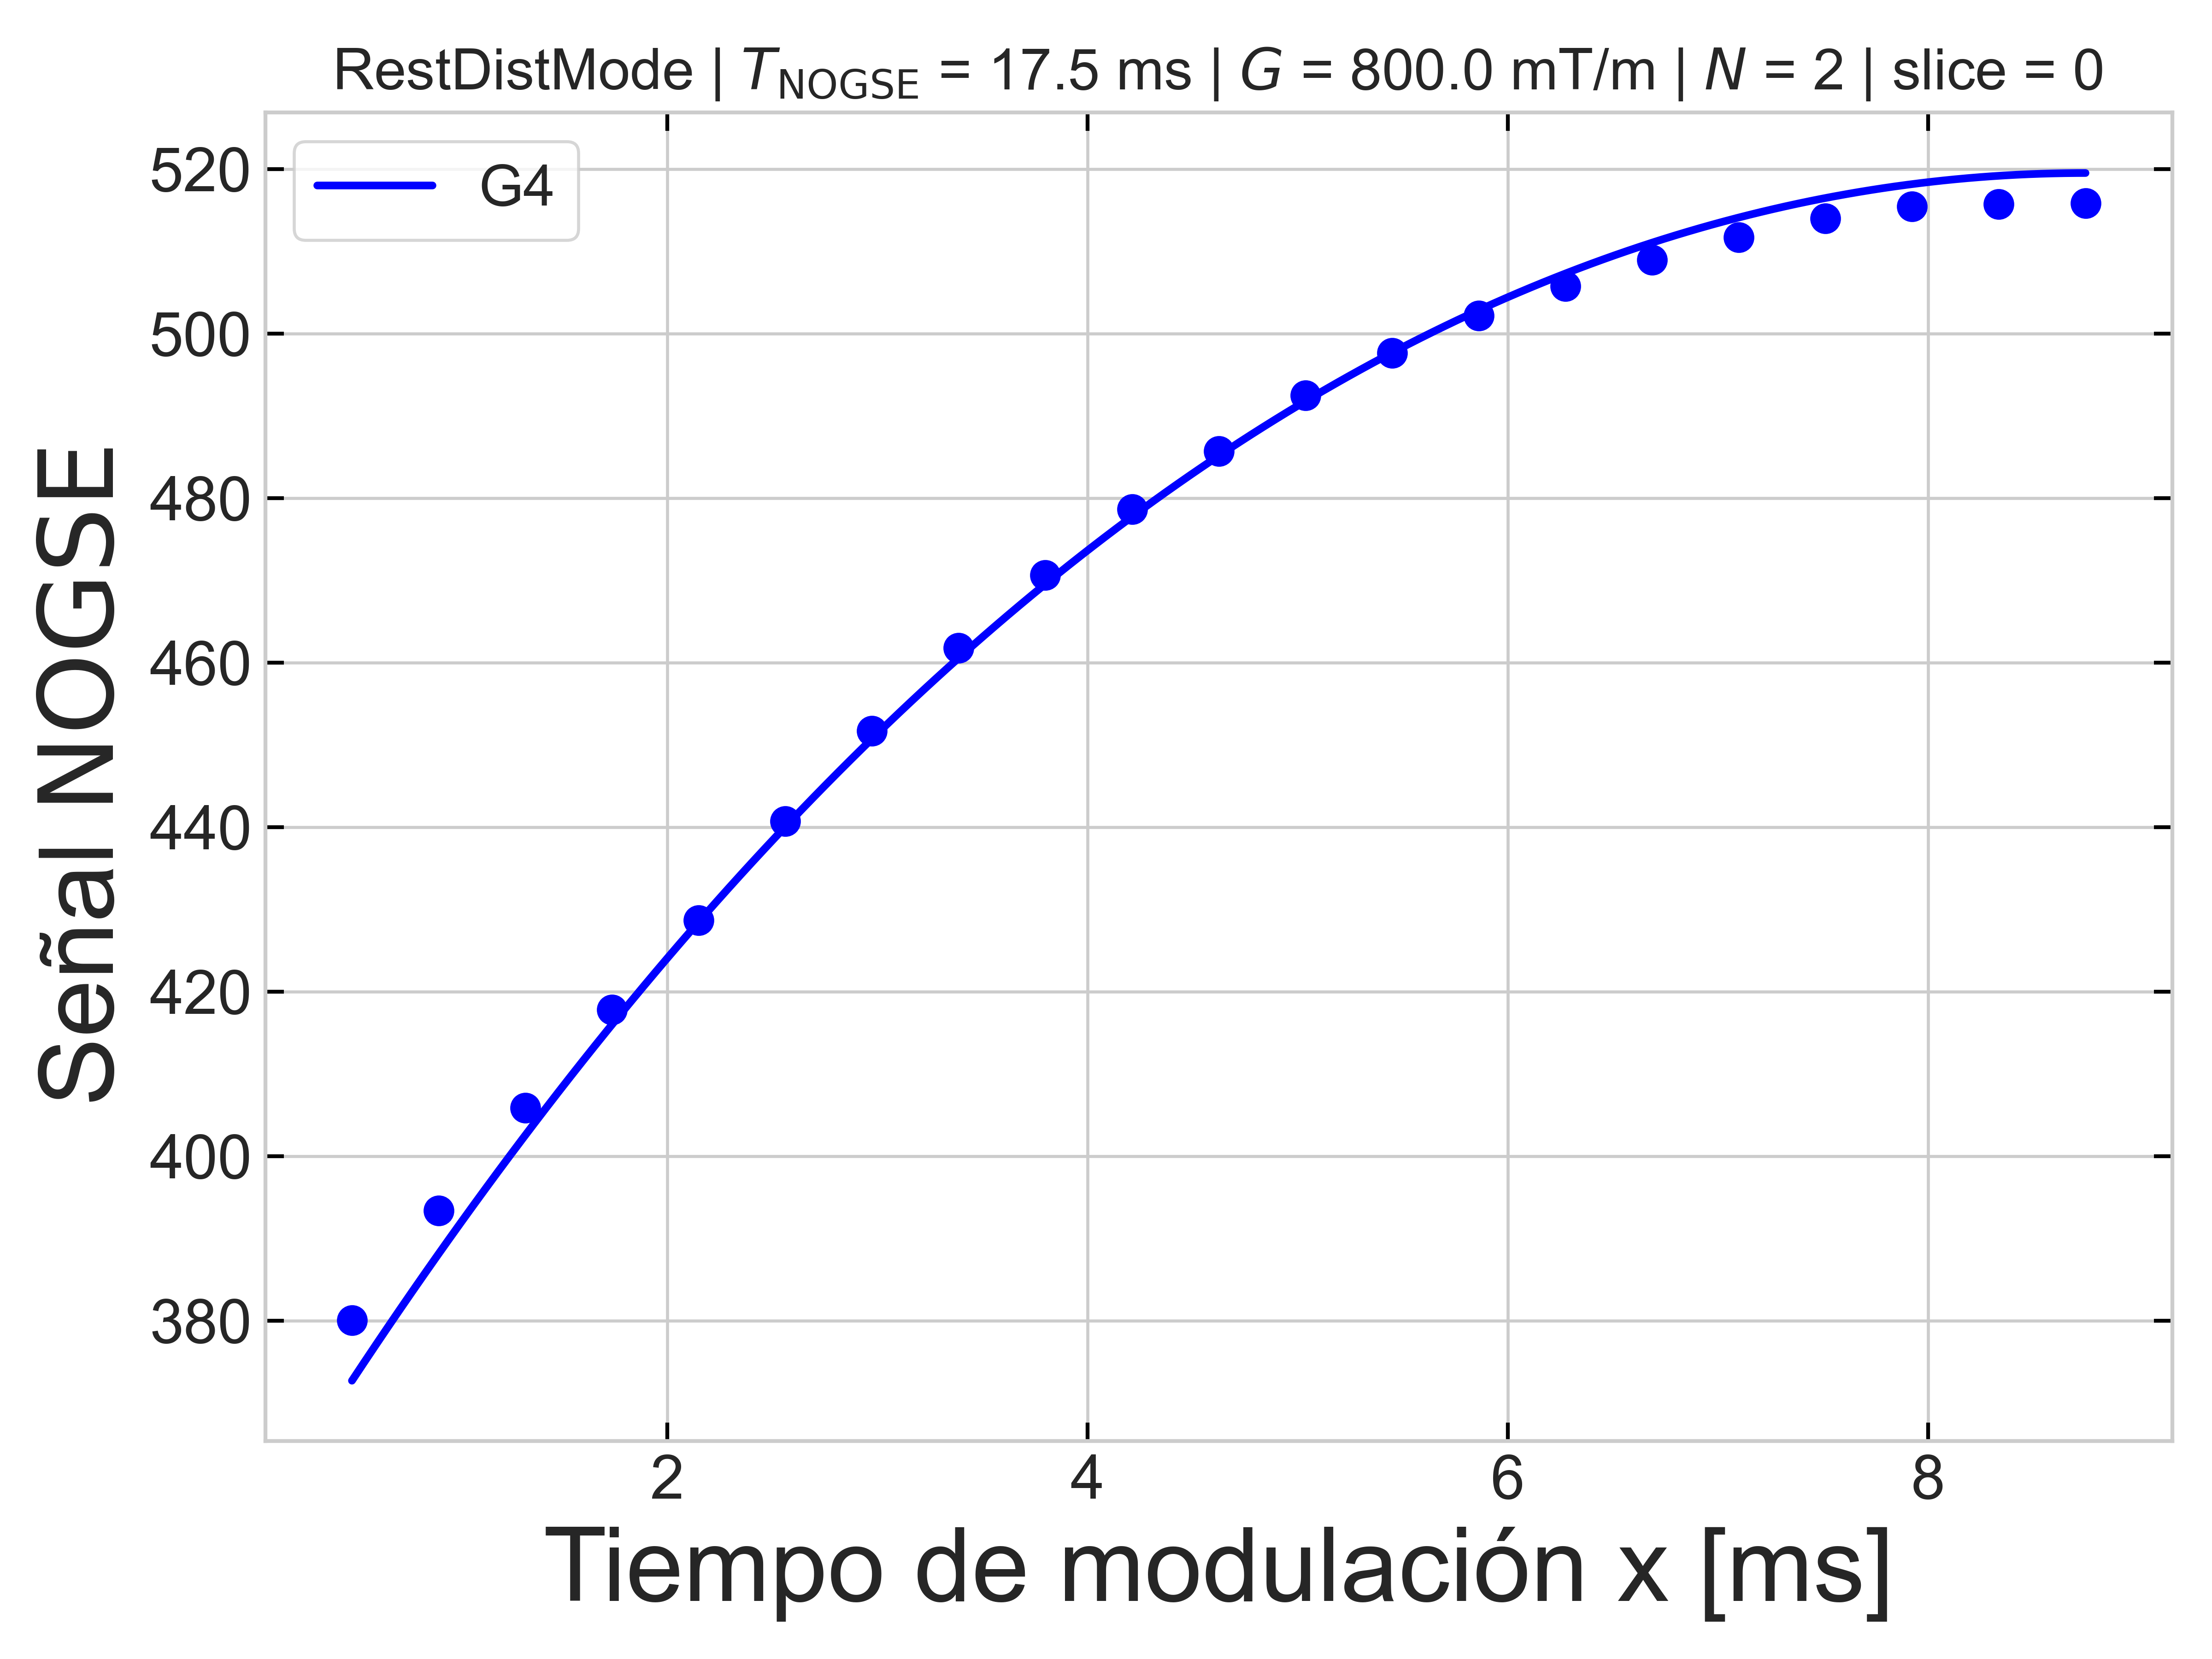 RestDistMode | T_NOGSE = 17.5 ms | G = 800.0 mT/m | N = 2 | slice = 0
G4
Señal NOGSE
520
500
480
460
440
420
400
380
2 4 6 8
Tiempo de modulación x [ms]